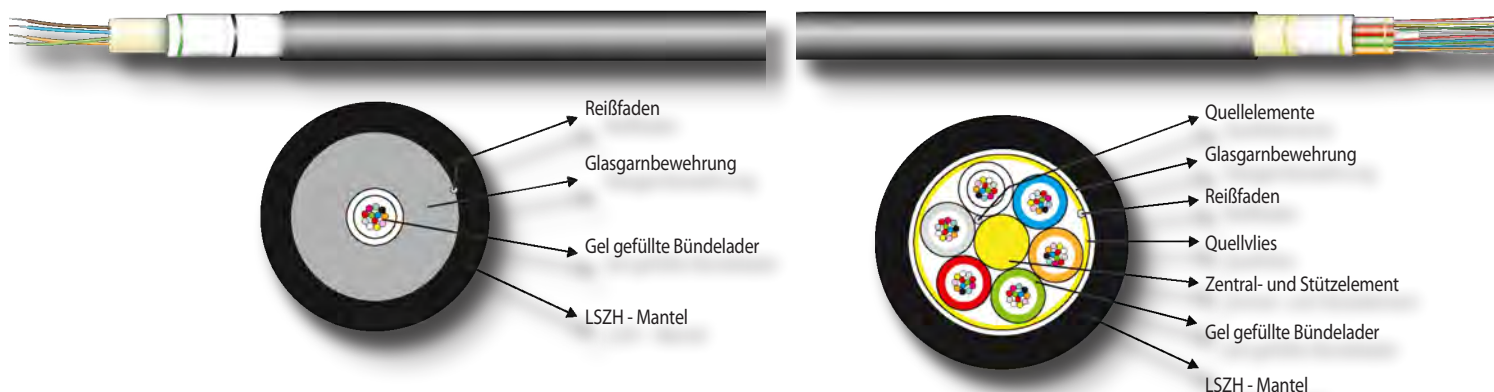 Reißfaden
Glasgarnbewehrung
Gel gefüllte Bündelader
LSZH - Mantel
Quellelemente
Glasgarnbewehrung
Reißfaden
Quellvlies
Zentral- und Stützelement
Gel gefüllte Bündelader
LSZH - Mantel